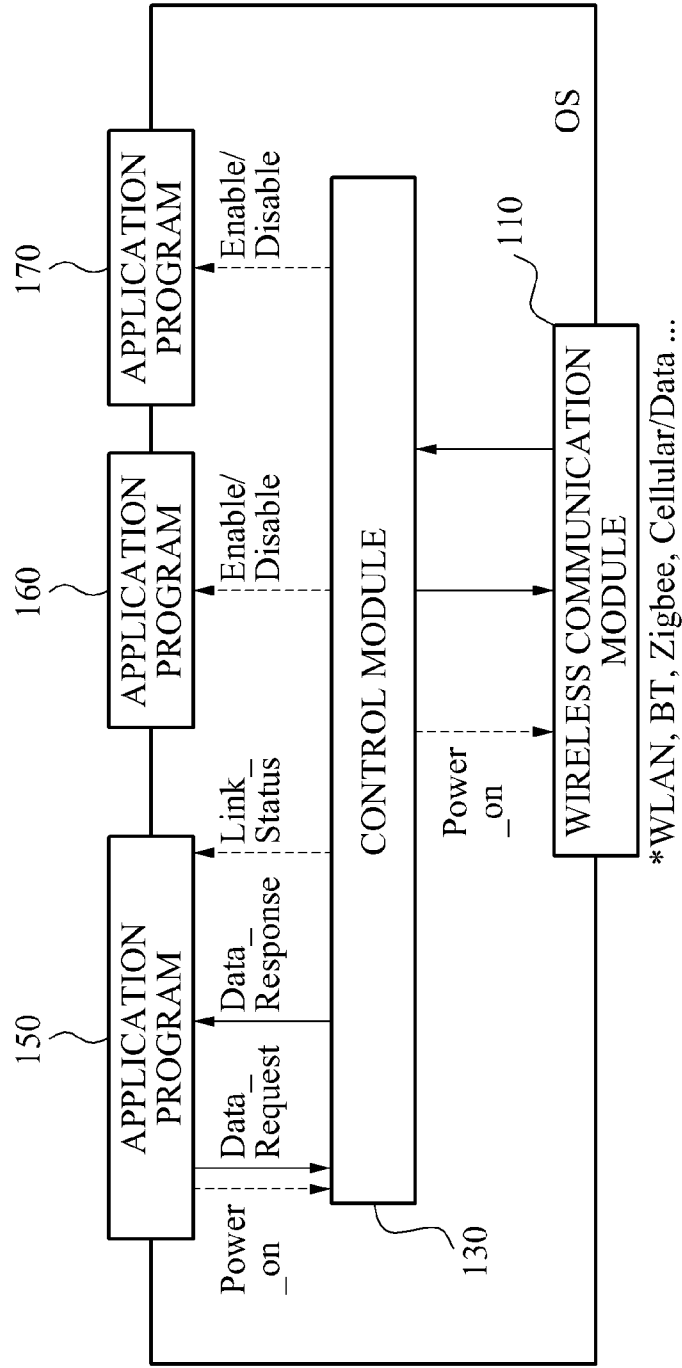 150
160
170
APPLICATION
PROGRAM
APPLICATION
PROGRAM
APPLICATION
PROGRAM
Power
_on
Data_
Request
Data_
Response
Link_
Status
Enable/
Disable
Enable/
Disable
CONTROL MODULE
130
Power
_on
110
WIRELESS COMMUNICATION
MODULE
OS
*WLAN, BT, Zigbee, Cellular/Data ...